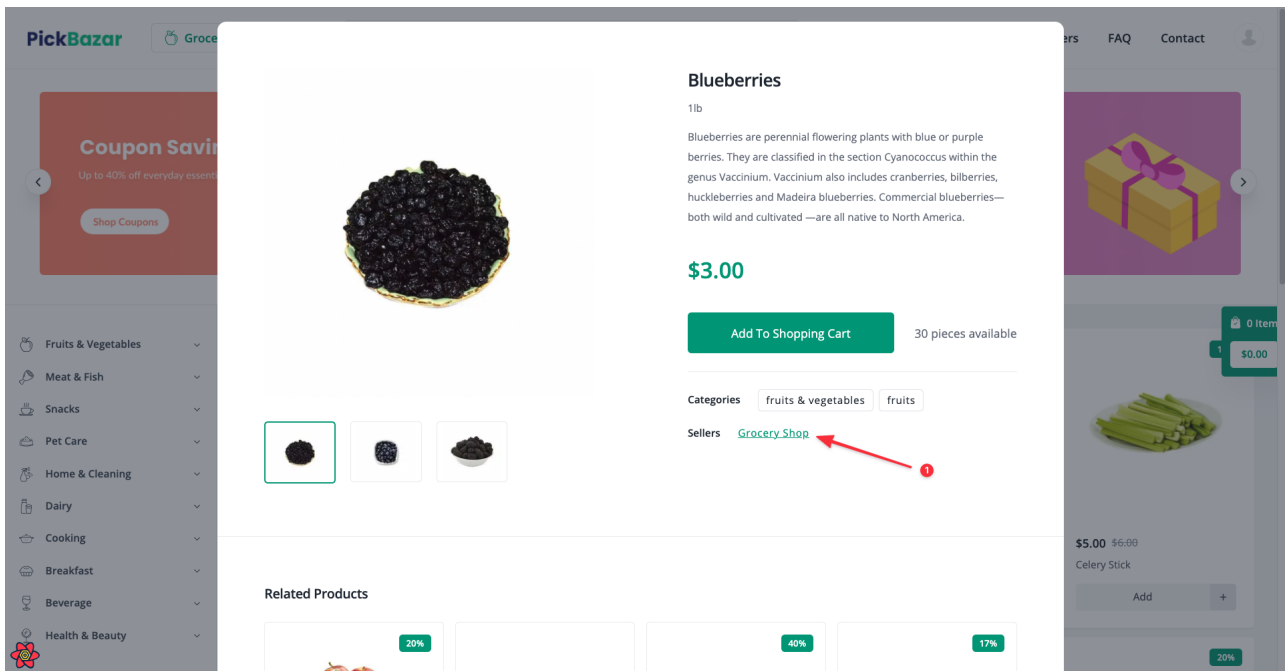 PickBazar
Groce
ers
FAQ
Contact
Coupon Savin
Up to 40% off everyday essenti
Shop Coupons
Fruits & Vegetables
Meat & Fish
Snacks
Pet Care
Home & Cleaning
Dairy
Cooking
Breakfast
Beverage
Health & Beauty
Blueberries
1lb
Blueberries are perennial flowering plants with blue or purple
berries. They are classified in the section Cyanococcus within the
genus Vaccinium. Vaccinium also includes cranberries, bilberries,
huckleberries and Madeira blueberries. Commercial blueberries—
both wild and cultivated —are all native to North America.
$3.00
Add To Shopping Cart
30 pieces available
Categories
fruits & vegetables
fruits
Sellers
Grocery Shop
1
Related Products
20%
40%
17%
0 Item
1
$0.00
$5.00 $6.00
Celery Stick
Add +
20%